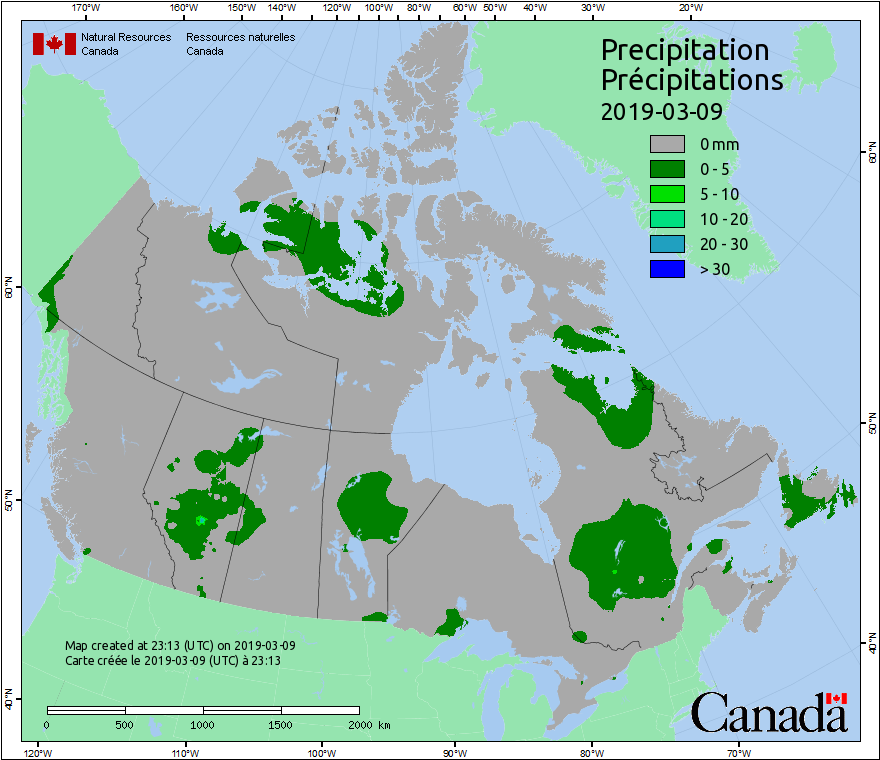 170°W 160°W 150°W 140°W 120°W 100°W 80°W 60°W 50°W 40°W 30°W 20°W
Natural Resources Ressources naturelles
Canada Canada
Precipitation
Précipitations
2019-03-09
0 mm
0 - 5
5 - 10
10 - 20
20 - 30
> 30
60°N 60°N
50°N 50°N
40°N 40°N
Map created at 23:13 (UTC) on 2019-03-09
Carte créée le 2019-03-09 (UTC) à 23:13
0 500 1000 1500 2000 km
Canada
120°W 110°W 100°W 90°W 80°W 70°W